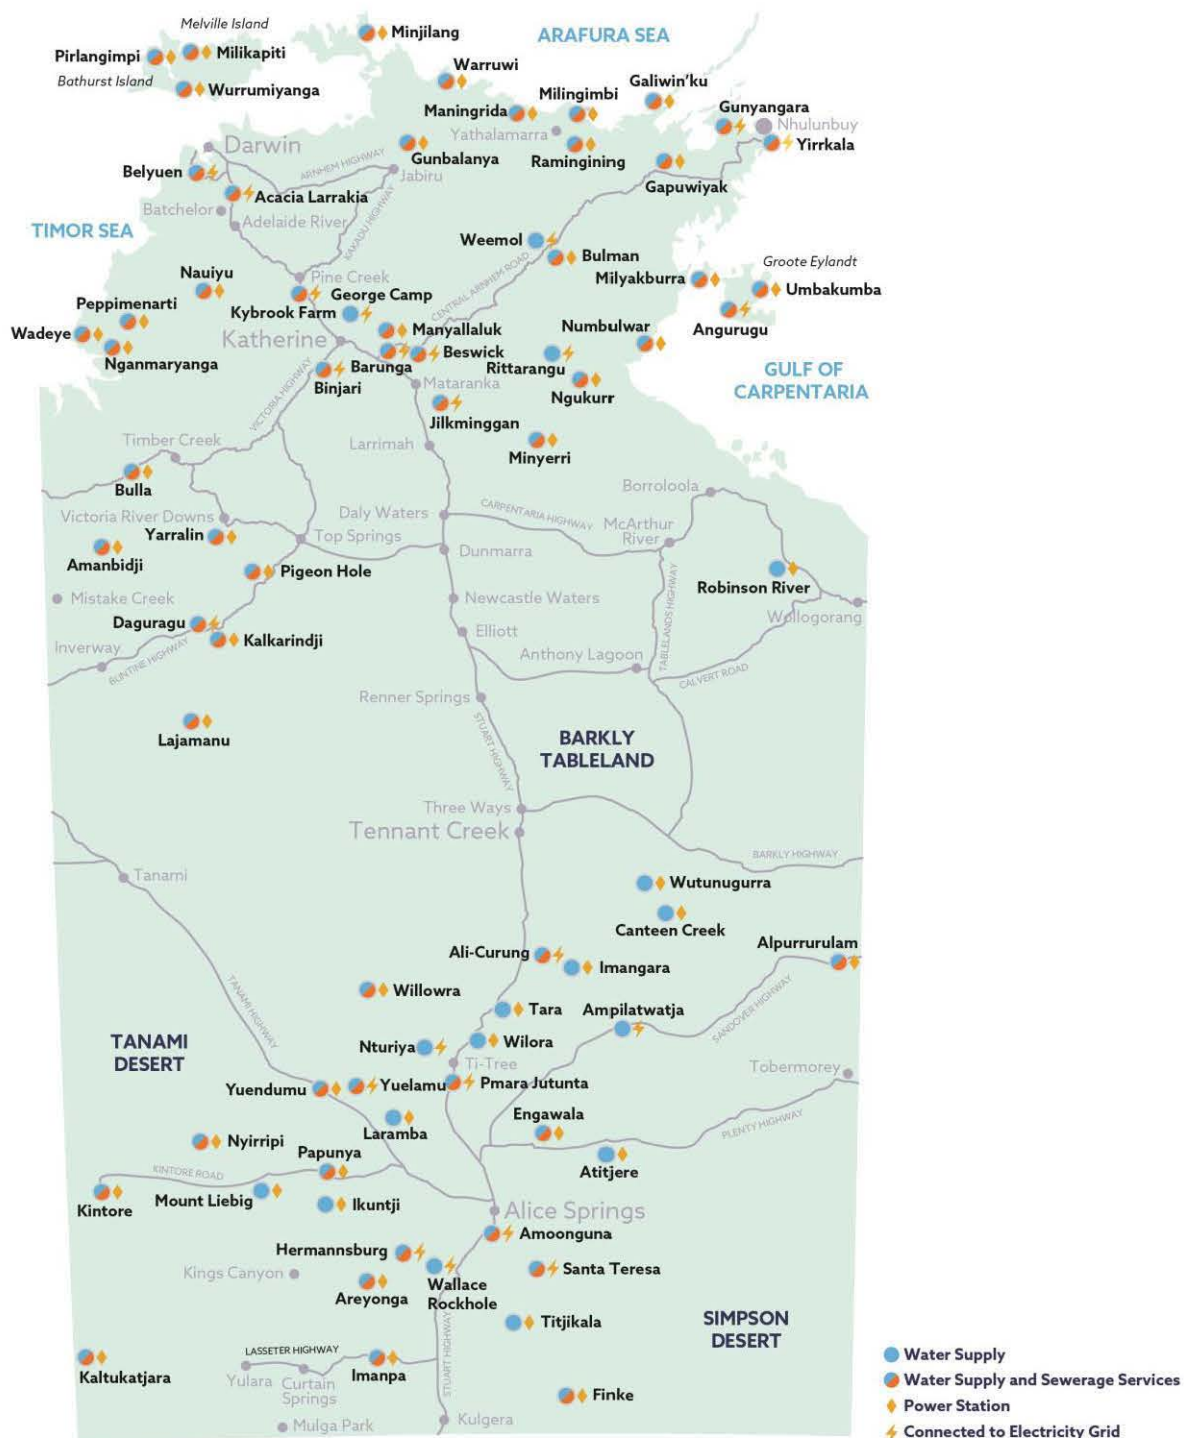 Melville Island
Minjilang
ARAFURA SEA
Pirlangimpi
Milikapiti
Bathurst Island
Wurrumiyanga
Warruwi
Galiwin'ku
Maningrida
Milingimbi
Gunyangara
Yathalamarra
Nhulunbuy
Darwin
Gunbalanya
Ramingining
Yirrkala
ARNHEM HIGHWAY
Belyuen
Jabiru
Gapuwiyak
Acacia Larrakia
Batchelor
Adelaide River
KAKADU HIGHWAY
TIMOR SEA
Weemol
Bulman
Groote Eylandt
Nauiyu
Pine Creek
Milyakburra
Umbakumba
Peppimenarti
George Camp
CENTRAL ARNHEM ROAD
Kybrook Farm
Angurugu
Wadeye
Manyallaluk
Numbulwar
Katherine
Nganmaryanga
Barunga
Beswick
Rittarangu
GULF OF
CARPENTARIA
Binjari
Mataranka
Ngukurr
VICTORIA HIGHWAY
Jilkminggan
Timber Creek
Larrimah
Minyerri
Bulla
Borroloola
Victoria River Downs
Daly Waters
CARPENTARIA HIGHWAY
McArthur
River
Yarralin
Top Springs
Dunmarra
Amanbidji
Pigeon Hole
Robinson River
Mistake Creek
Newcastle Waters
TABLELANDS HIGHWAY
Wollogorang
Daguragu
Elliott
Kalkarindji
Inverway
Anthony Lagoon
BUNTINE HIGHWAY
CALVERT ROAD
Renner Springs
Lajamanu
STUART HIGHWAY
BARKLY
TABLELAND
Three Ways
Tennant Creek
BARKLY HIGHWAY
Tanami
Wutunugurra
Canteen Creek
Alpurrurulam
Ali-Curung
Imangara
Willowra
TANAMI HIGHWAY
Tara
Ampilatwatja
SANDOVER HIGHWAY
TANAMI
DESERT
Nturiya
Wilora
Ti-Tree
Tobermorey
Yuendumu
Yuelamu
Pmara Jutunta
Laramba
Engawala
PLENTY HIGHWAY
Nyirripi
Papunya
Atitjere
KINTORE ROAD
Kintore
Mount Liebig
Ikuntji
Alice Springs
Amoonguna
Hermannsburg
Kings Canyon
Wallace
Rockhole
Santa Teresa
Areyonga
Titjikala
SIMPSON
DESERT
STUART HIGHWAY
LASSETER HIGHWAY
Kaltukatjara
Yulara
Curtain
Springs
Imanpa
Finke
Mulga Park
Kulgera
Water Supply
Water Supply and Sewerage Services
Power Station
Connected to Electricity Grid